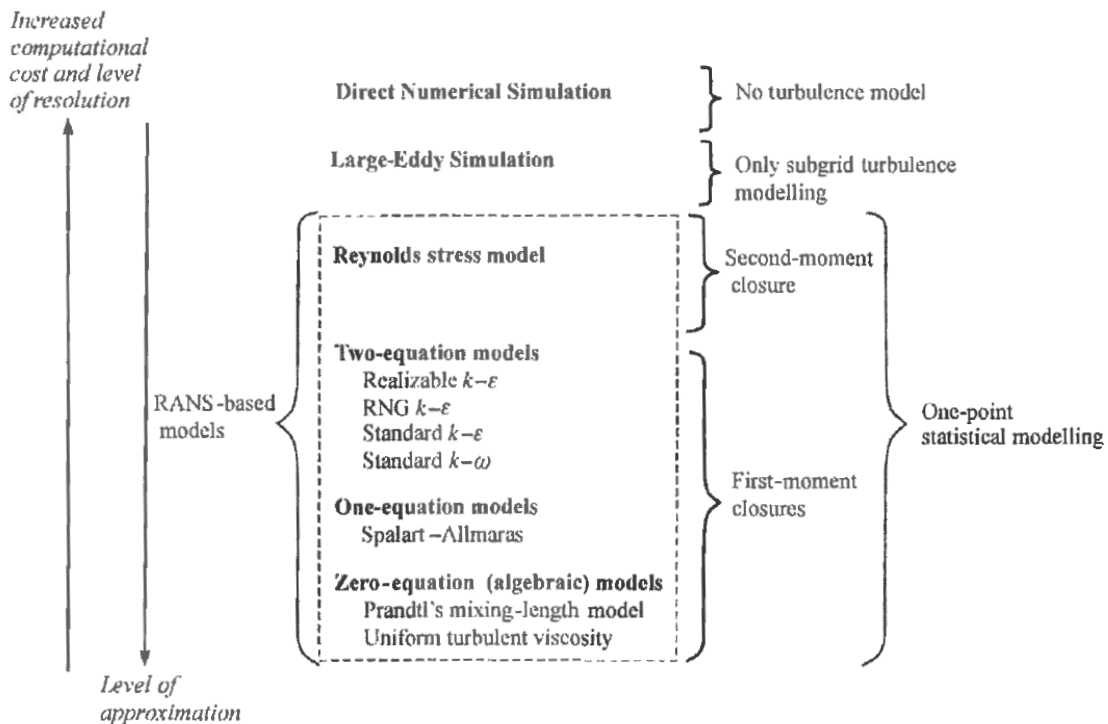 Increased
computational
cost and level
of resolution
Direct Numerical Simulation
No turbulence model
Large-Eddy Simulation
Only subgrid turbulence
modelling
Reynolds stress model
Second-moment
closure
Two-equation models
Realizable k–ε
RNG k–ε
Standard k–ε
Standard k–ω
RANS-based
models
One-point
statistical modelling
One-equation models
Spalart–Allmaras
First-moment
closures
Zero-equation (algebraic) models
Prandtl's mixing-length model
Uniform turbulent viscosity
Level of
approximation